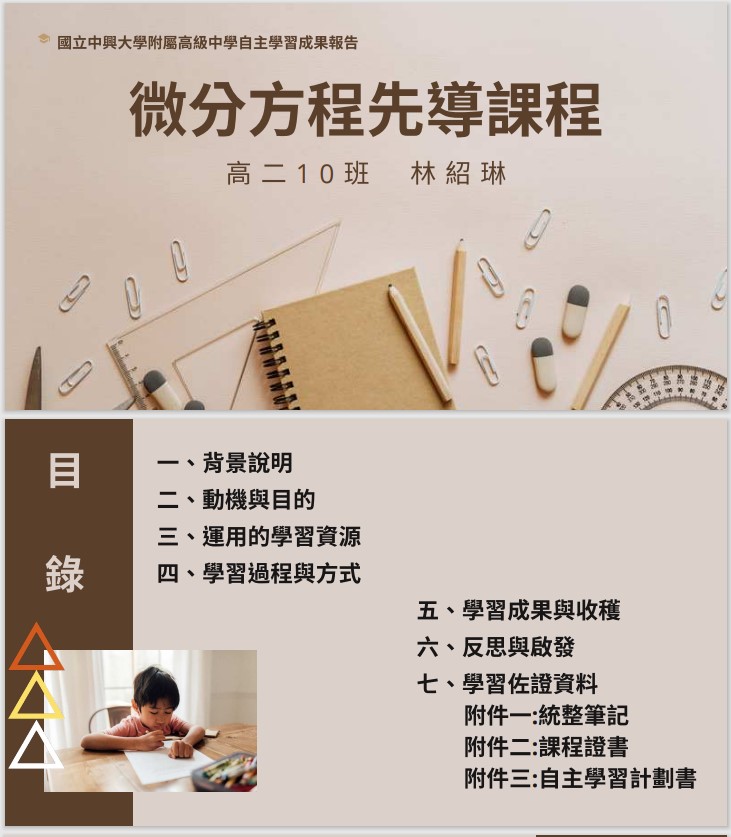 國立中興大學附屬高級中學自主學習成果報告
微分方程先導課程
高二10班 林紹琳
目
錄
一、背景說明
二、動機與目的
三、運用的學習資源
四、學習過程與方式
五、學習成果與收穫
六、反思與啟發
七、學習佐證資料
附件一:統整筆記
附件二:課程證書
附件三:自主學習計劃書